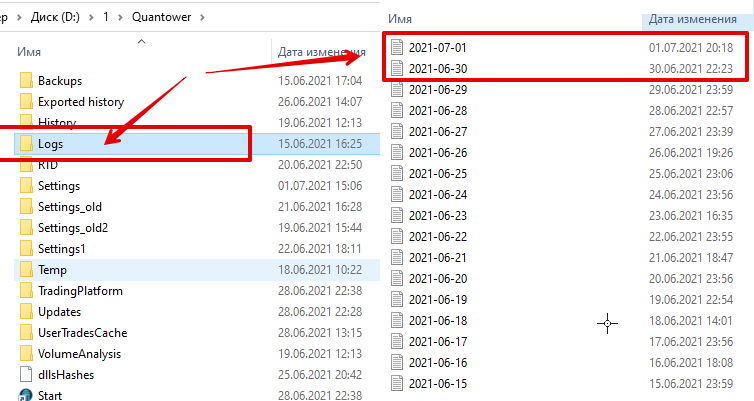 ер > Диск (D:) > 1 > Quantower
Имя Дата изменения
Backups 15.06.2021 17:04
Exported history 26.06.2021 14:07
History 19.06.2021 12:13
Logs 15.06.2021 16:25
RTD 20.06.2021 22:50
Settings 01.07.2021 15:06
Settings_old 21.06.2021 16:28
Settings_old2 19.06.2021 15:44
Settings1 22.06.2021 18:11
Temp 18.06.2021 10:22
TradingPlatform 28.06.2021 22:38
Updates 28.06.2021 22:28
UserTradesCache 28.06.2021 13:15
VolumeAnalysis 19.06.2021 12:13
dllsHashes 25.06.2021 20:42
Start 28.06.2021 22:38
Имя Дата изменения
2021-07-01 01.07.2021 20:18
2021-06-30 30.06.2021 22:23
2021-06-29 29.06.2021 23:59
2021-06-28 28.06.2021 22:57
2021-06-27 27.06.2021 23:39
2021-06-26 26.06.2021 19:26
2021-06-25 25.06.2021 23:06
2021-06-24 24.06.2021 23:56
2021-06-23 23.06.2021 16:35
2021-06-22 22.06.2021 23:55
2021-06-21 21.06.2021 18:47
2021-06-20 20.06.2021 23:56
2021-06-19 19.06.2021 22:54
2021-06-18 18.06.2021 14:01
2021-06-17 17.06.2021 23:56
2021-06-16 16.06.2021 18:08
2021-06-15 15.06.2021 23:59